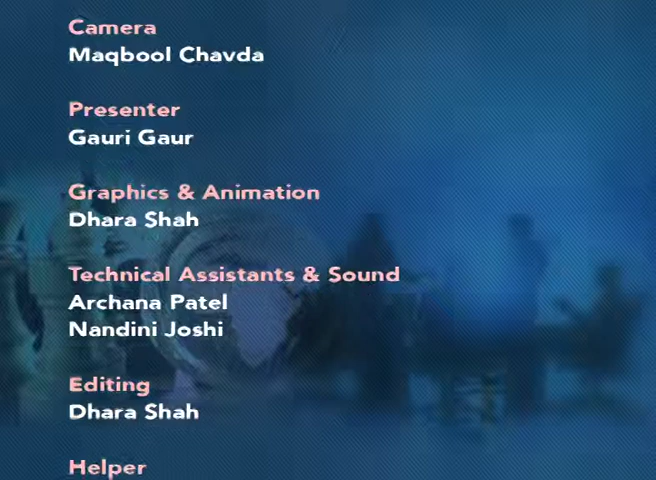 Camera
Maqbool Chavda
Presenter
Gauri Gaur
Graphics & Animation
Dhara Shah
Technical Assistants & Sound
Archana Patel
Nandini Joshi
Editing
Dhara Shah
Helper